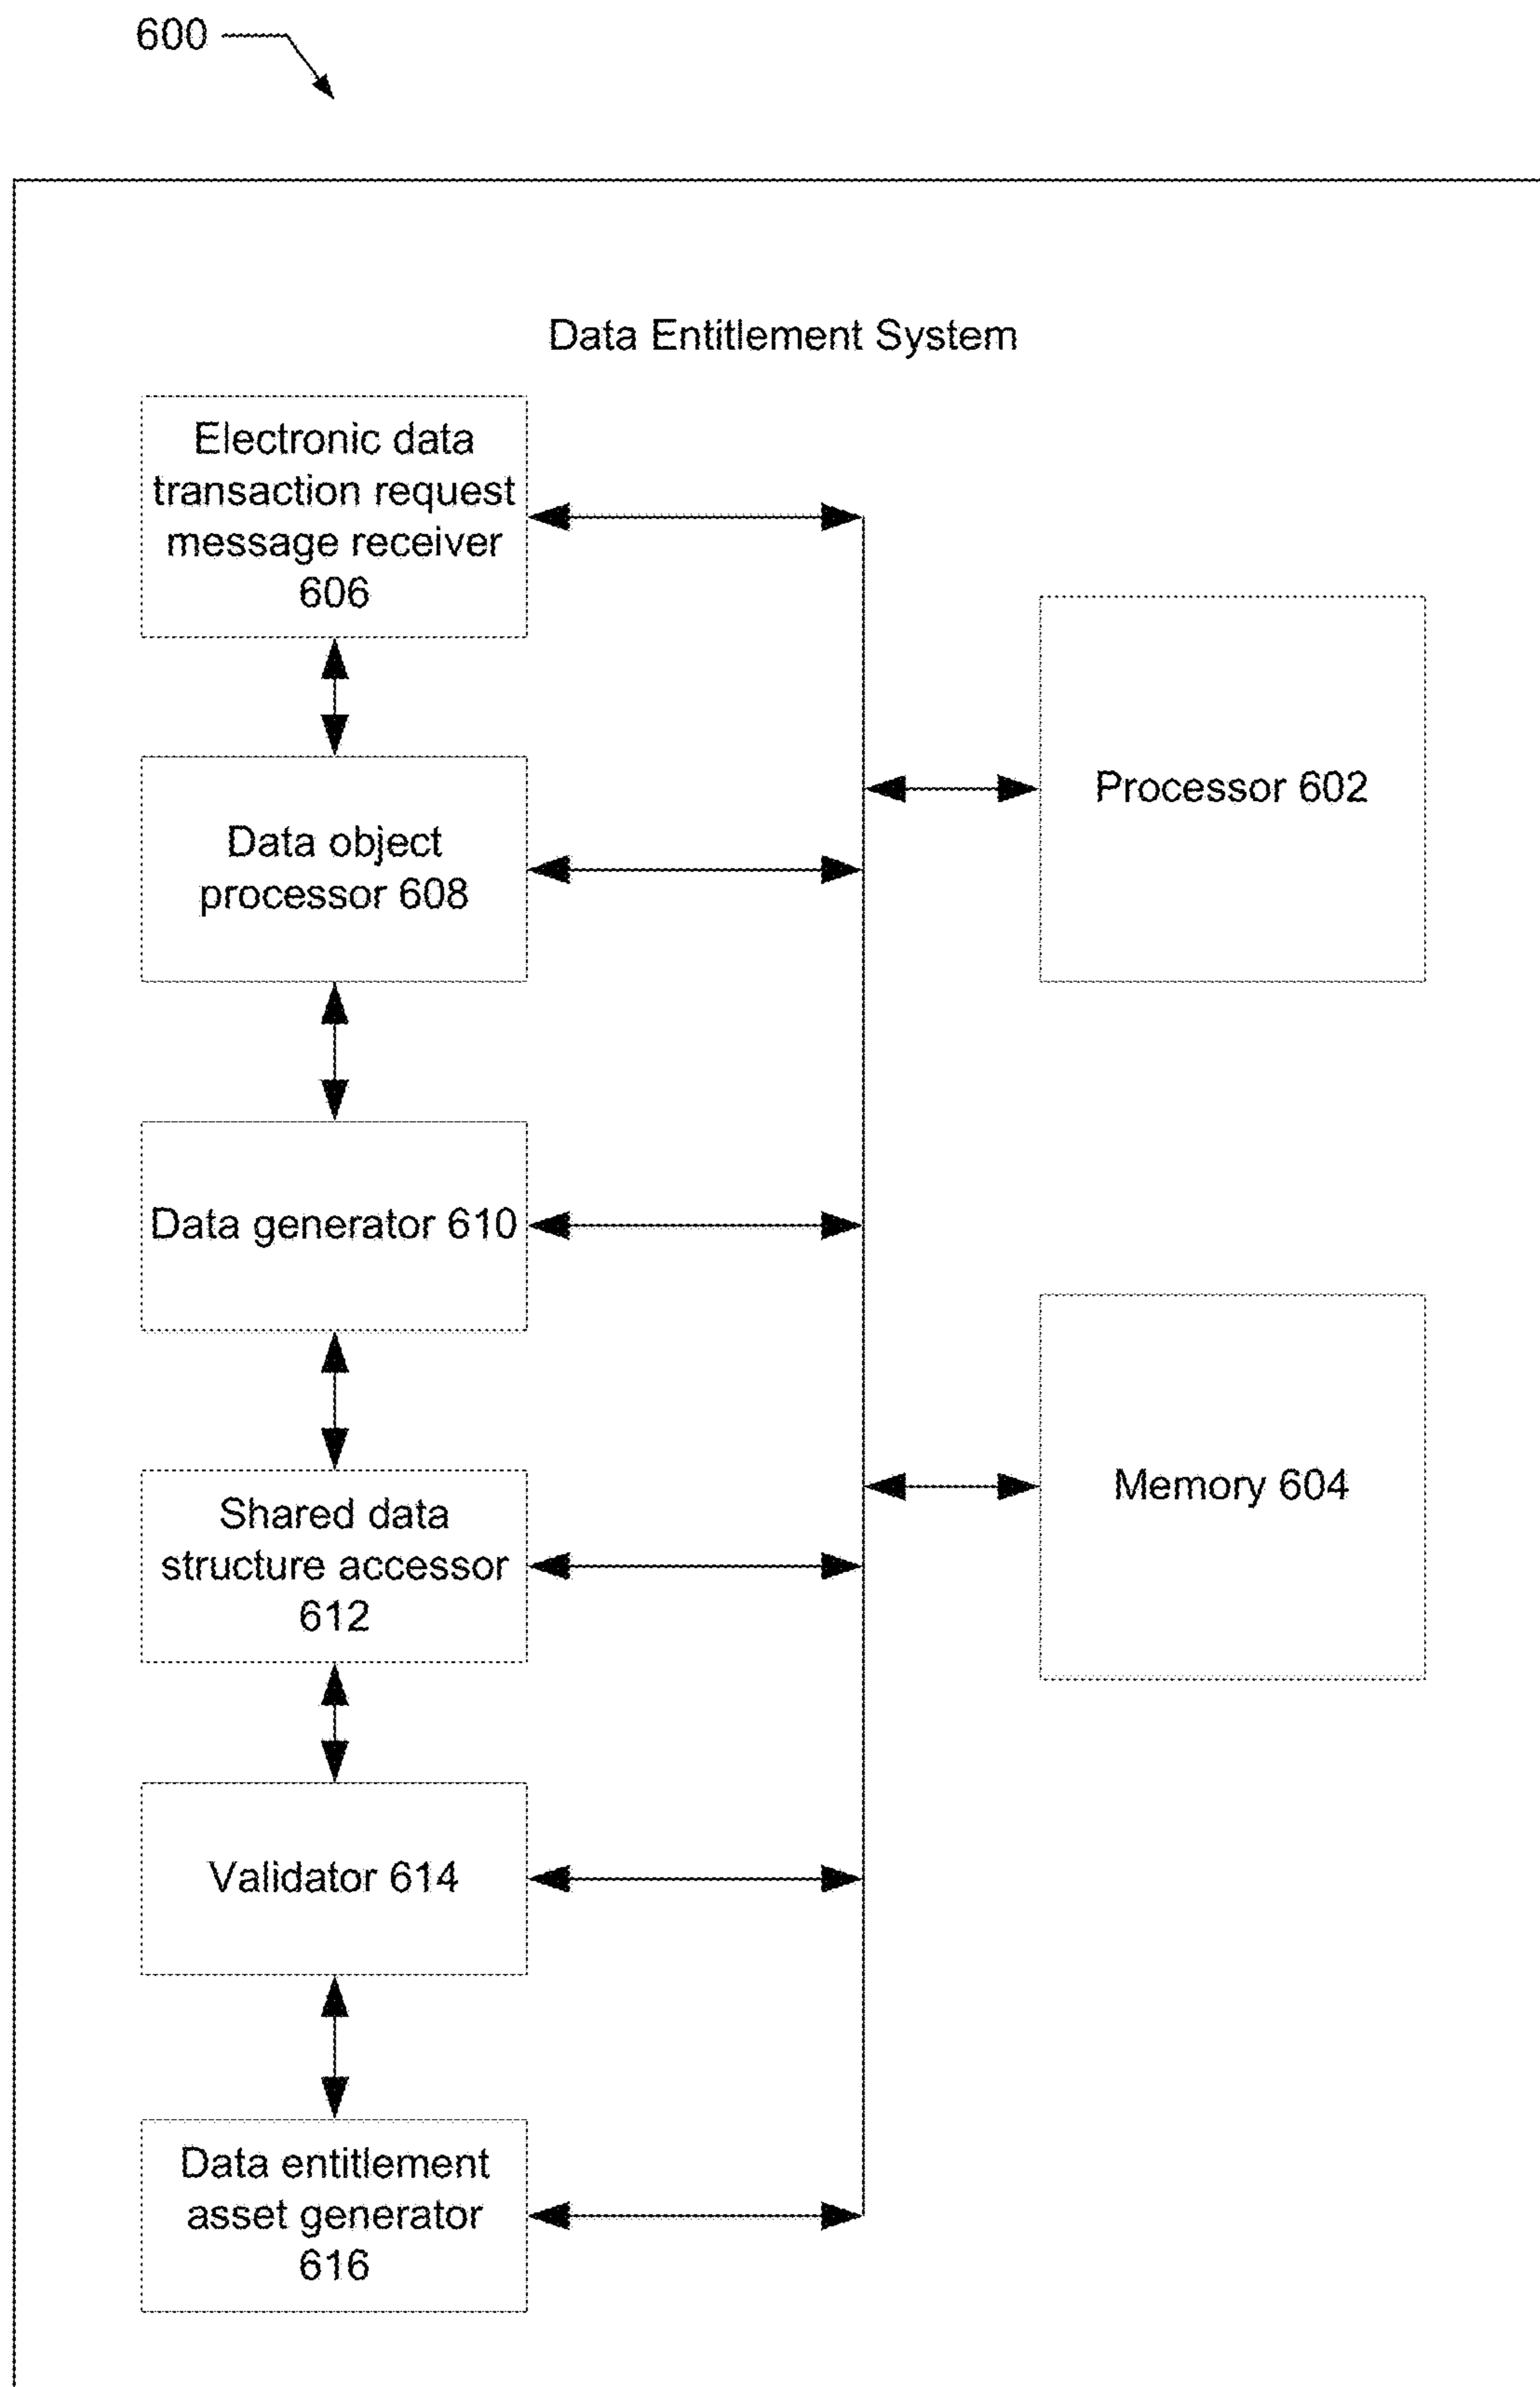 600
Data Entitlement System
Electronic data
transaction request
message receiver
606
Processor 602
Data object
processor 608
Data generator 610
Memory 604
Shared data
structure accessor
612
Validator 614
Data entitlement
asset generator
616